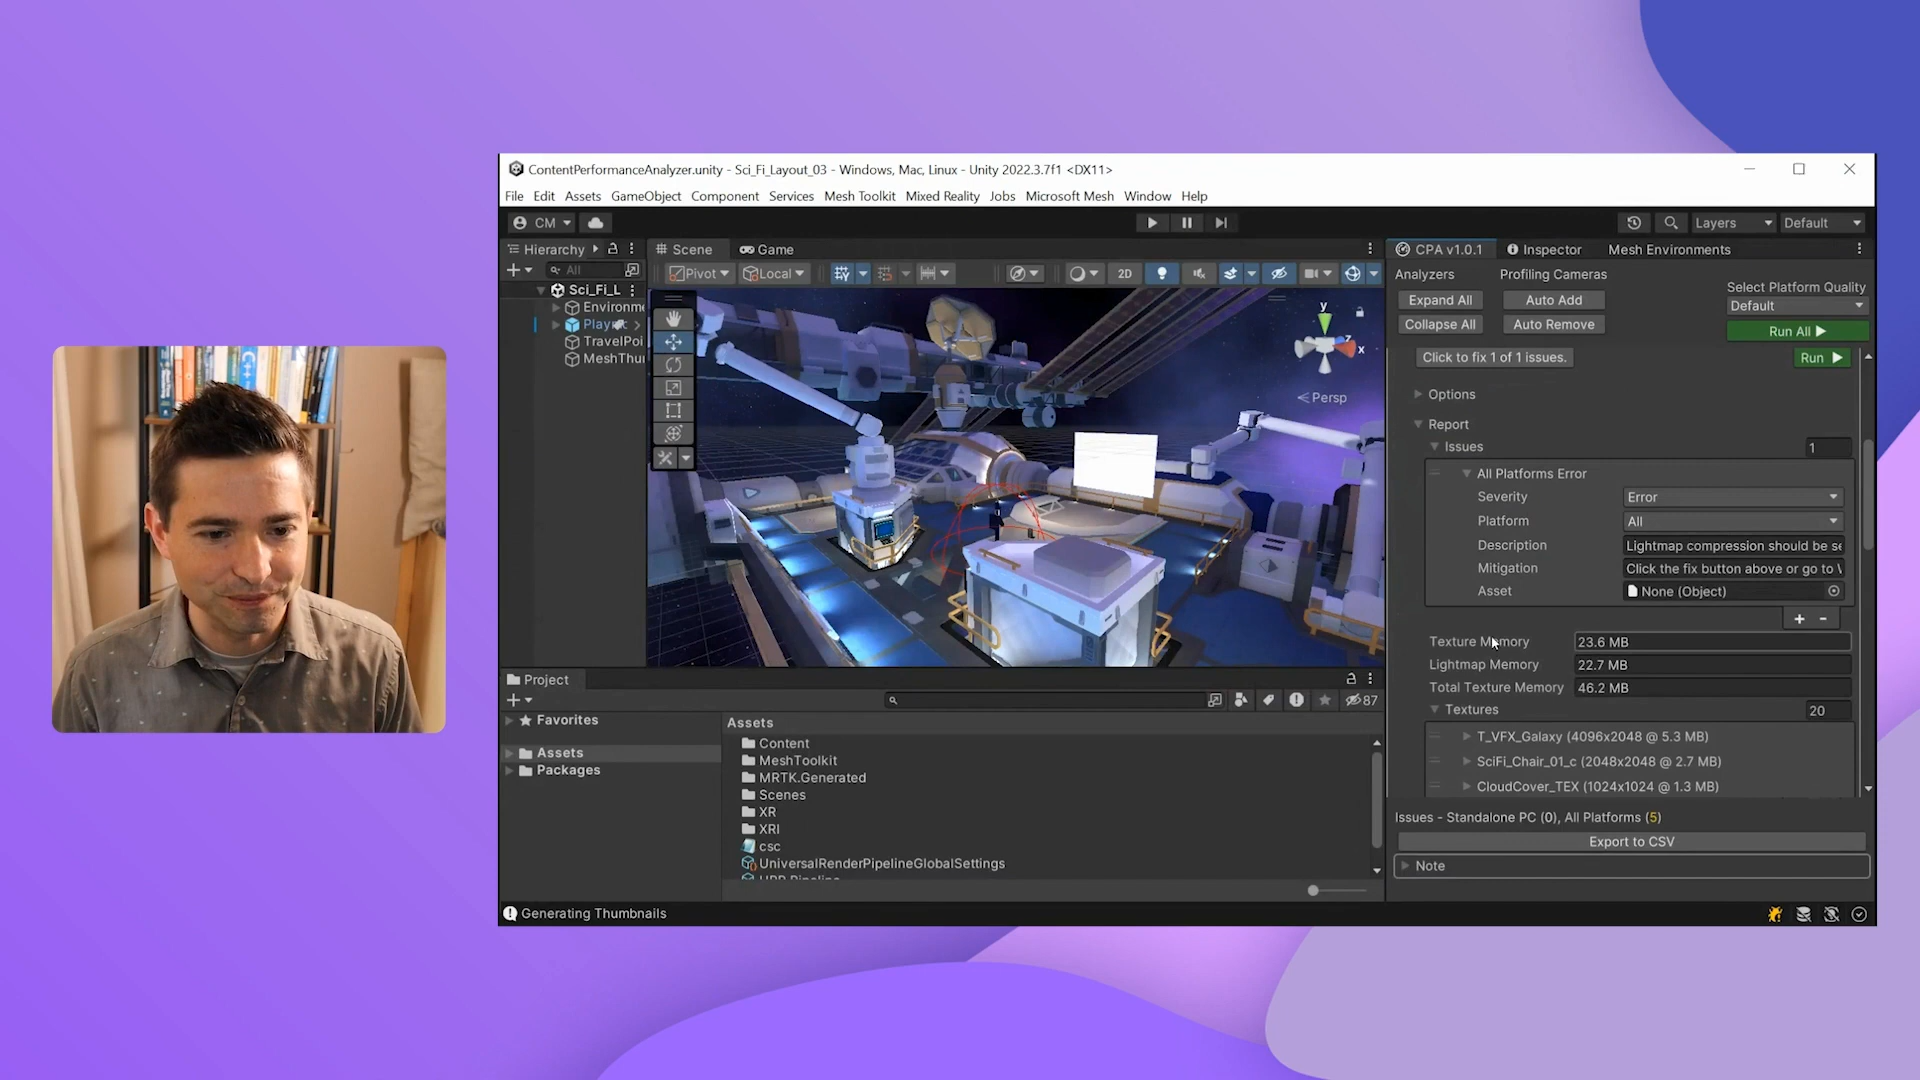 ContentPerformanceAnalyzer.unity - Sci_Fi_Layout_03 - Windows, Mac, Linux - Unity 2022.3.7f1 <DX11>
File Edit Assets GameObject Component Services Mesh Toolkit Mixed Reality Jobs Microsoft Mesh Window Help
CM
Layers
Default
Hierarchy
All
Sci_Fi_L
Environme
Play
TravelPoi
MeshThu
Scene
Game
Pivot
Local
2D
y
z
x
Persp
CPA v1.0.1
Inspector
Mesh Environments
Analyzers
Profiling Cameras
Select Platform Quality
Expand All
Auto Add
Default
Collapse All
Auto Remove
Run All
Click to fix 1 of 1 issues.
Run
Options
Report
Issues 1
All Platforms Error
Severity Error
Platform All
Description Lightmap compression should be se
Mitigation Click the fix button above or go to
Asset None (Object)
+ -
Texture Memory 23.6 MB
Lightmap Memory 22.7 MB
Total Texture Memory 46.2 MB
Textures 20
T_VFX_Galaxy (4096x2048 @ 5.3 MB)
SciFi_Chair_01_c (2048x2048 @ 2.7 MB)
CloudCover_TEX (1024x1024 @ 1.3 MB)
Issues - Standalone PC (0), All Platforms (5)
Export to CSV
Note
Project
87
Favorites
Assets
Packages
Assets
Content
MeshToolkit
MRTK.Generated
Scenes
XR
XRI
csc
UniversalRenderPipelineGlobalSettings
Generating Thumbnails